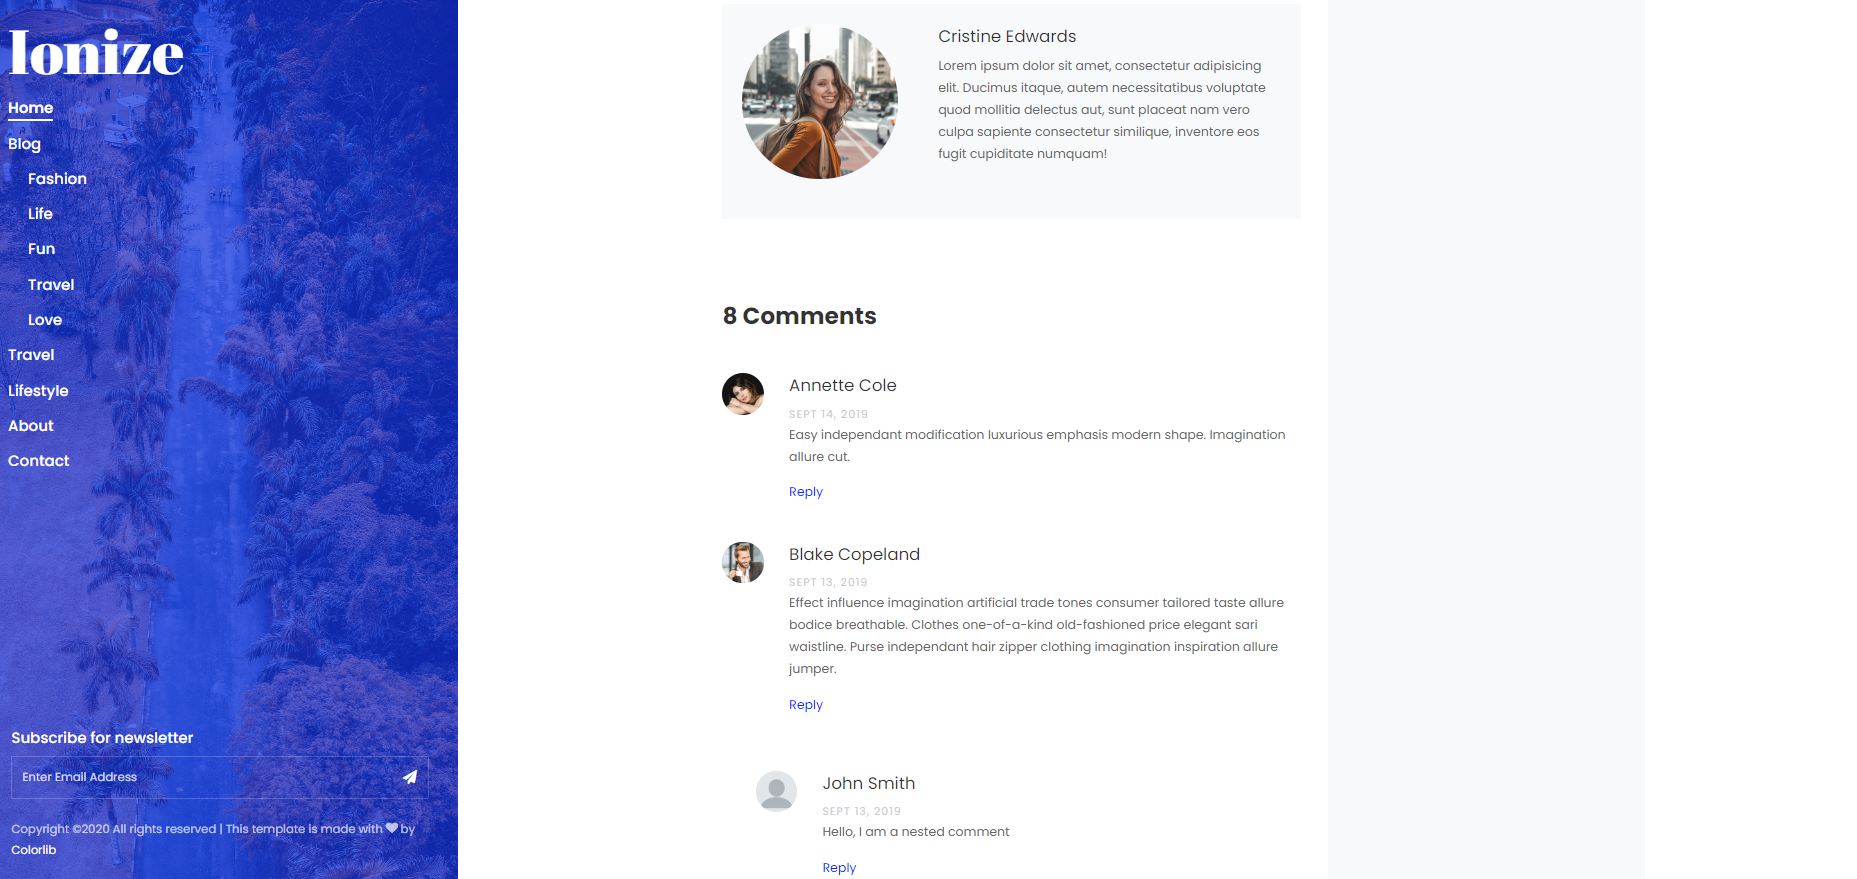 Ionize
Home
Blog
Fashion
Life
Fun
Travel
Love
Travel
Lifestyle
About
Contact
Subscribe for newsletter
Enter Email Address
Copyright ©2020 All rights reserved | This template is made with ♥ by
Colorlib
Cristine Edwards
Lorem ipsum dolor sit amet, consectetur adipisicing
elit. Ducimus itaque, autem necessitatibus voluptate
quod mollitia delectus aut, sunt placeat nam vero
culpa sapiente consectetur similique, inventore eos
fugit cupiditate numquam!
8 Comments
Annette Cole
SEPT 14, 2019
Easy independant modification luxurious emphasis modern shape. Imagination
allure cut.
Reply
Blake Copeland
SEPT 13, 2019
Effect influence imagination artificial trade tones consumer tailored taste allure
bodice breathable. Clothes one-of-a-kind old-fashioned price elegant sari
waistline. Purse independant hair zipper clothing imagination inspiration allure
jumper.
Reply
John Smith
SEPT 13, 2019
Hello, I am a nested comment
Reply